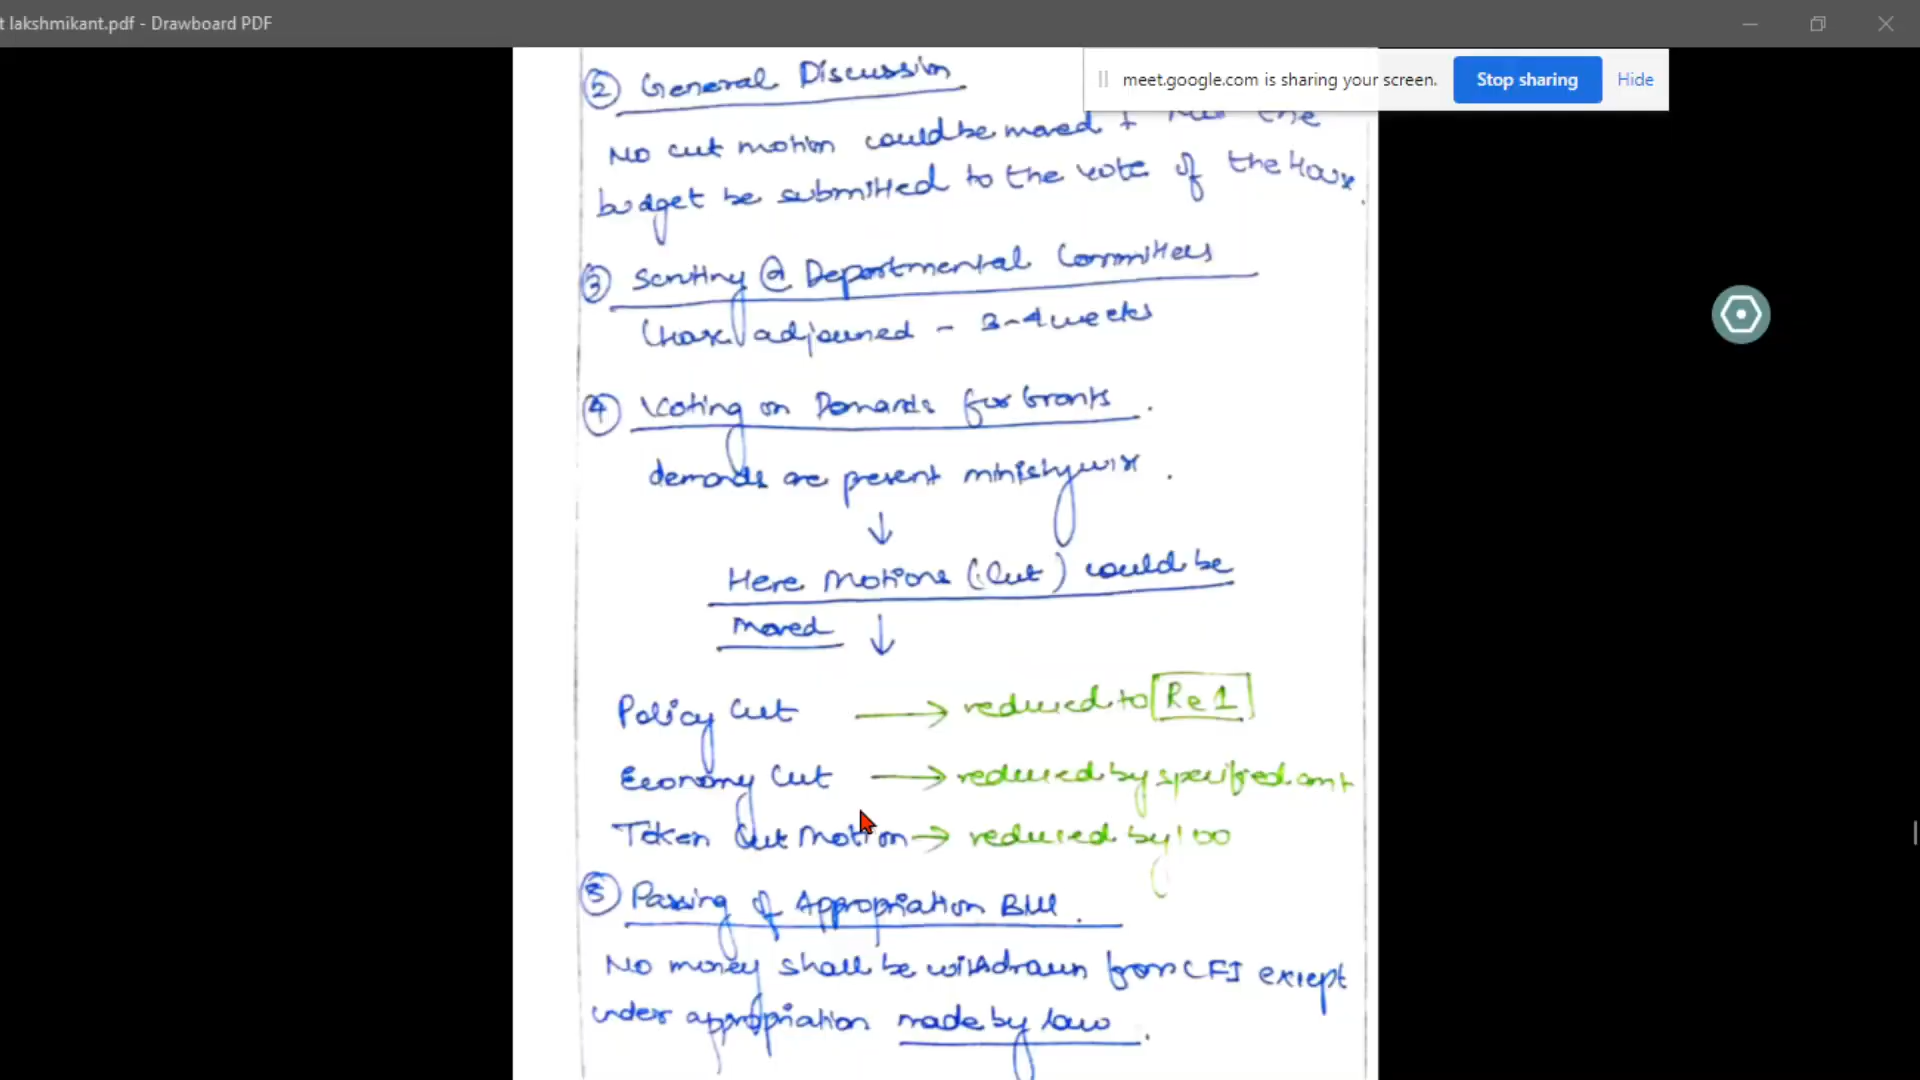 t lakshmikant.pdf - Drawboard PDF
meet.google.com is sharing your screen. Stop sharing Hide
② General Discussion
No cut motion could be moved + the
budget be submitted to the vote of the House.
③ Scrutiny @ Departmental Committees
adjourned - 3-4 weeks
④ Voting on Demands for Grants.
demands are present ministrywise.
↓
Here Motions (Cut) could be
moved ↓
Policy Cut → reduced to Re 1
Economy Cut → reduced by specified amt
Token Cut Motion → reduced by 100
⑤ Passing of Appropriation Bill.
No money shall be withdrawn from CFI except
under appropriation made by law.